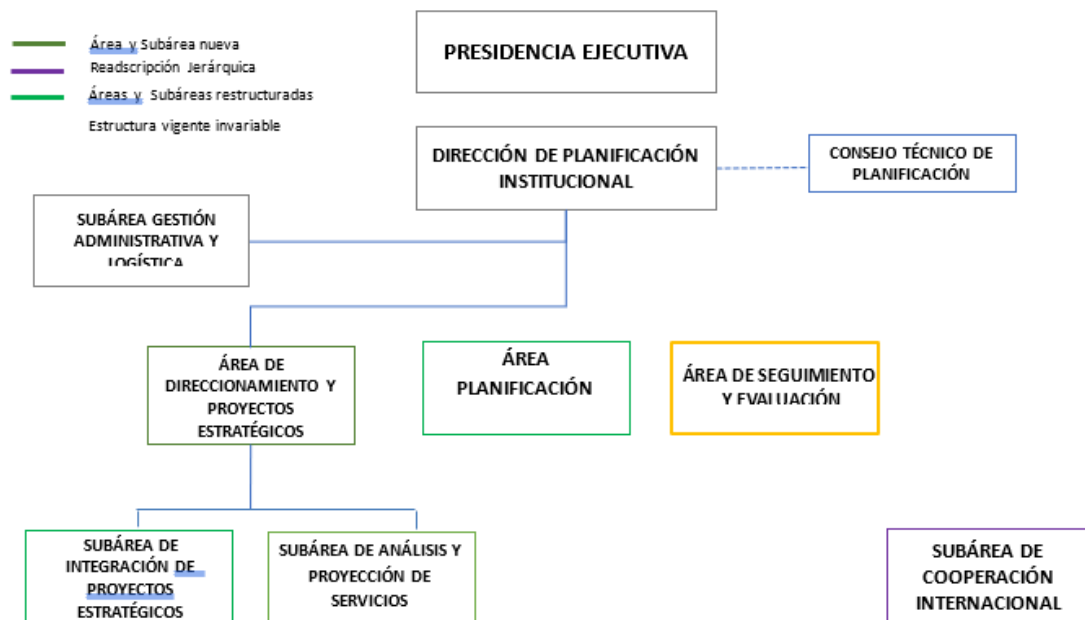 Área y Subárea nueva
Readscripción Jerárquica
Áreas y Subáreas restructuradas
Estructura vigente invariable
PRESIDENCIA EJECUTIVA
DIRECCIÓN DE PLANIFICACIÓN
INSTITUCIONAL
CONSEJO TÉCNICO DE
PLANIFICACIÓN
SUBÁREA GESTIÓN
ADMINISTRATIVA Y
LOGÍSTICA
ÁREA DE
DIRECCIONAMIENTO Y
PROYECTOS
ESTRATÉGICOS
ÁREA
PLANIFICACIÓN
ÁREA DE SEGUIMIENTO
Y EVALUACIÓN
SUBÁREA DE
INTEGRACIÓN DE
PROYECTOS
ESTRATÉGICOS
SUBÁREA DE ANÁLISIS Y
PROYECCIÓN DE
SERVICIOS
SUBÁREA DE
COOPERACIÓN
INTERNACIONAL